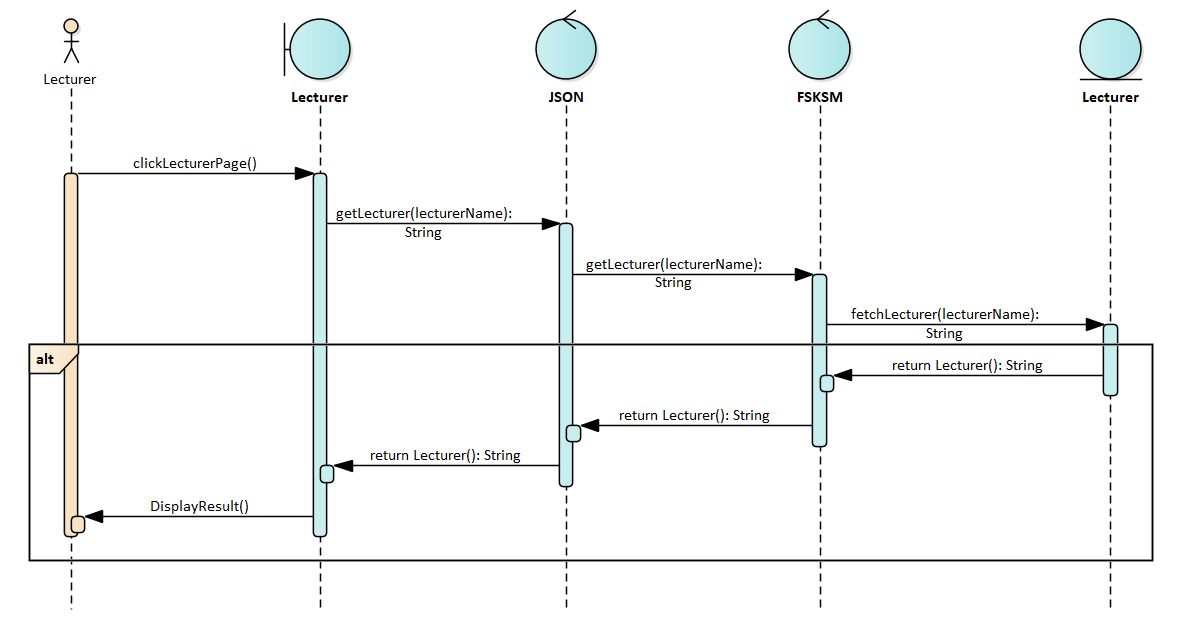 Lecturer
Lecturer
JSON
FSKSM
Lecturer
clickLecturerPage()
getLecturer(lecturerName):
String
getLecturer(lecturerName):
String
fetchLecturer(lecturerName):
String
alt
return Lecturer(): String
return Lecturer(): String
return Lecturer(): String
DisplayResult()